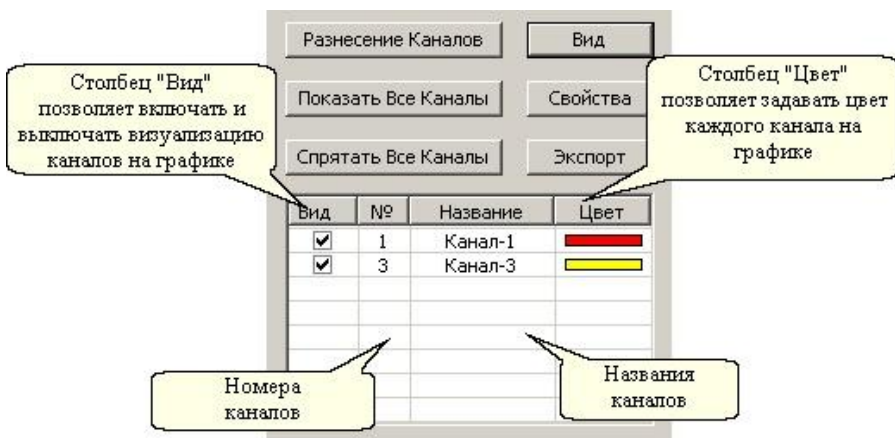 Разнесение Каналов
Вид
Столбец "Вид"
позволяет включать и
выключать визуализацию
каналов на графике
Показать Все Каналы
Свойства
Столбец "Цвет"
позволяет задавать цвет
каждого канала на
графике
Спрятать Все Каналы
Экспорт
Вид № Название Цвет
1 Канал-1
3 Канал-3
Номера
каналов
Названия
каналов